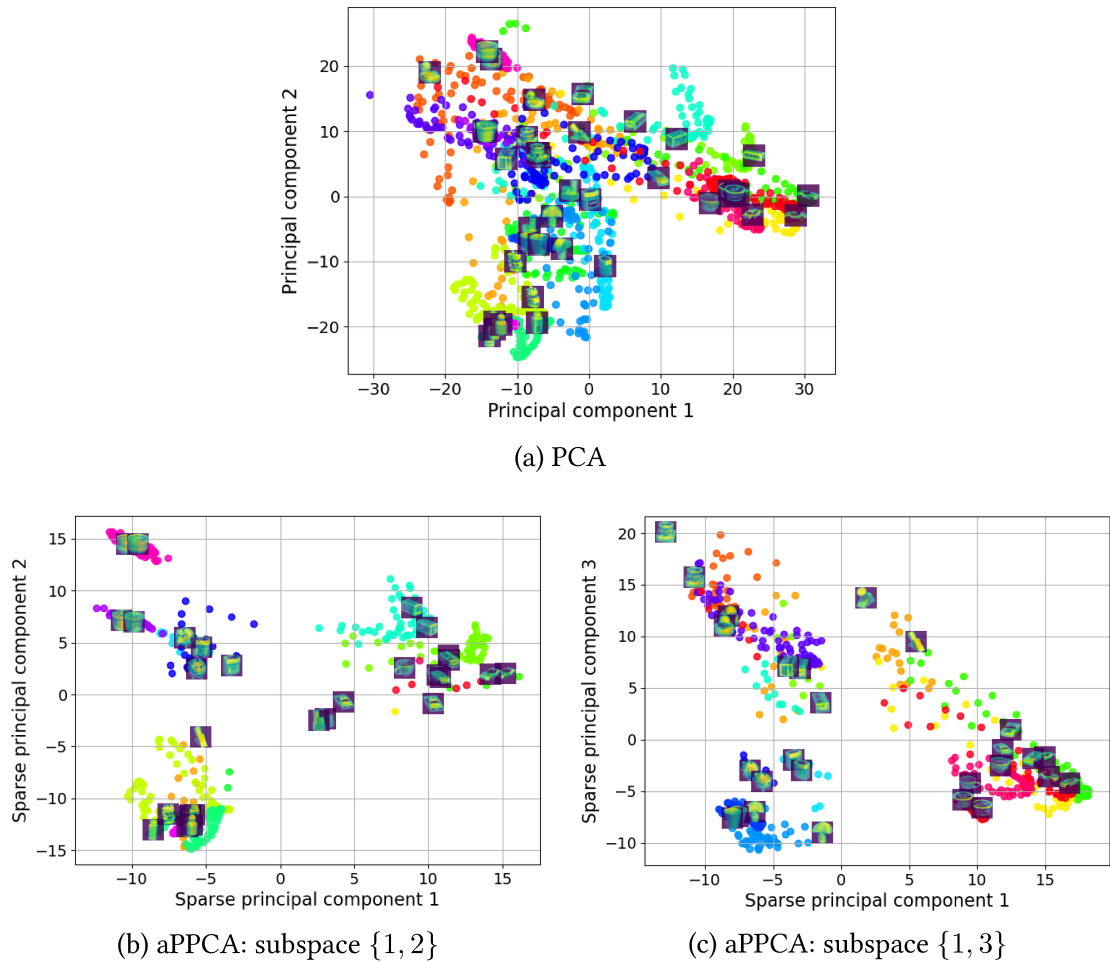 20
10
0
−10
−20
Principal component 2
−30 −20 −10 0 10 20 30
Principal component 1
(a) PCA
15
10
5
0
−5
−10
−15
Sparse principal component 2
−10 −5 0 5 10 15
Sparse principal component 1
(b) aPPCA: subspace {1, 2}
20
15
10
5
0
−5
−10
Sparse principal component 3
−10 −5 0 5 10 15
Sparse principal component 1
(c) aPPCA: subspace {1, 3}